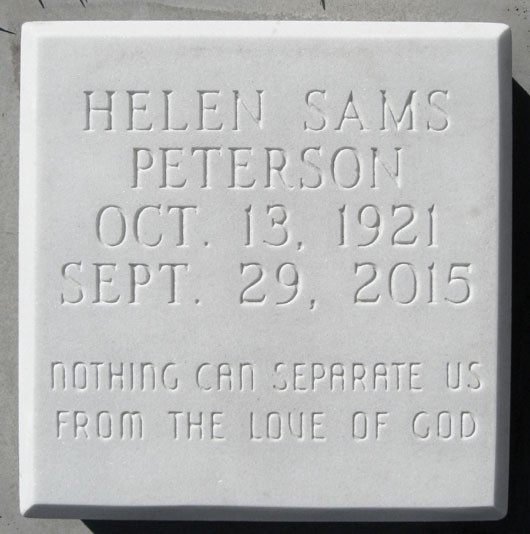 HELEN SAMS
PETERSON
OCT. 13, 1921
SEPT. 29, 2015
NOTHING CAN SEPARATE US
FROM THE LOVE OF GOD